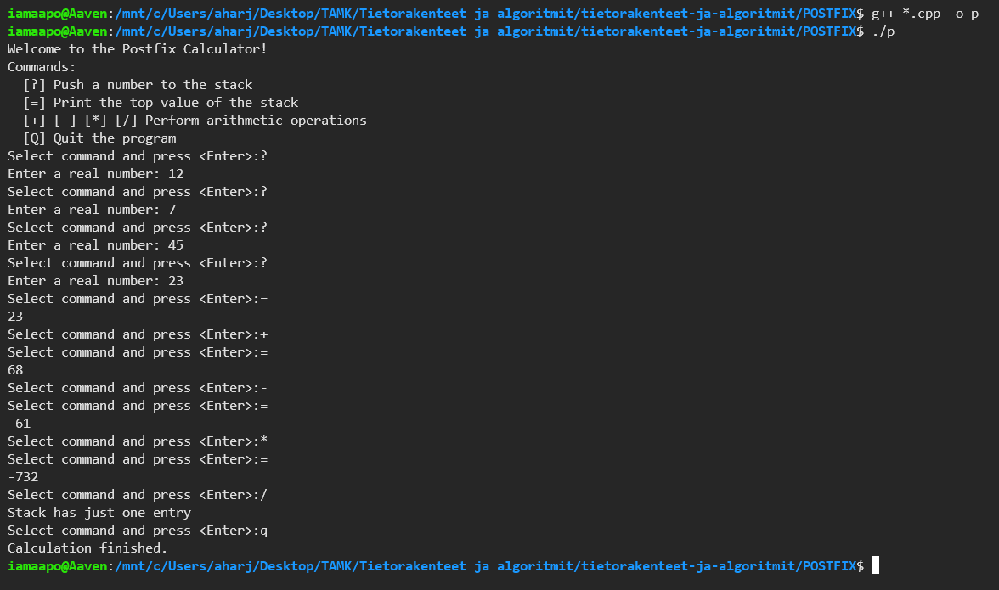 iamaapo@Aaven:/mnt/c/Users/aharj/Desktop/TAMK/Tietorakenteet ja algoritmit/tietorakenteet-ja-algoritmit/POSTFIX$ g++ *.cpp -o p
iamaapo@Aaven:/mnt/c/Users/aharj/Desktop/TAMK/Tietorakenteet ja algoritmit/tietorakenteet-ja-algoritmit/POSTFIX$ ./p
Welcome to the Postfix Calculator!
Commands:
  [?] Push a number to the stack
  [=] Print the top value of the stack
  [+] [-] [*] [/] Perform arithmetic operations
  [Q] Quit the program
Select command and press <Enter>:?
Enter a real number: 12
Select command and press <Enter>:?
Enter a real number: 7
Select command and press <Enter>:?
Enter a real number: 45
Select command and press <Enter>:?
Enter a real number: 23
Select command and press <Enter>:=
23
Select command and press <Enter>:+
Select command and press <Enter>:=
68
Select command and press <Enter>:-
Select command and press <Enter>:=
-61
Select command and press <Enter>:*
Select command and press <Enter>:=
-732
Select command and press <Enter>:/
Stack has just one entry
Select command and press <Enter>:q
Calculation finished.
iamaapo@Aaven:/mnt/c/Users/aharj/Desktop/TAMK/Tietorakenteet ja algoritmit/tietorakenteet-ja-algoritmit/POSTFIX$